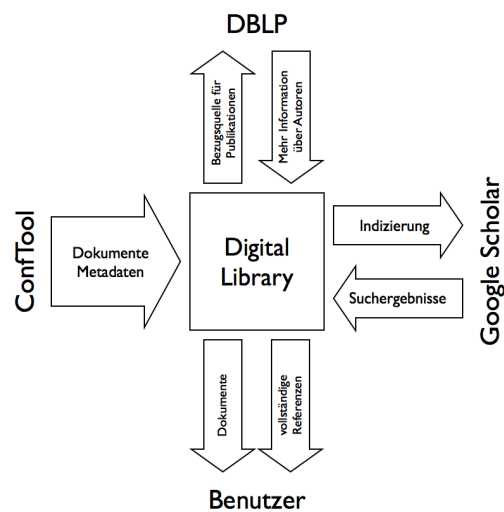 DBLP
Bezugsquelle für
Publikationen
Mehr Information
über Autoren
ConfTool
Dokumente
Metadaten
Digital
Library
Indizierung
Suchergebnisse
Google Scholar
Dokumente
vollständige
Referenzen
Benutzer